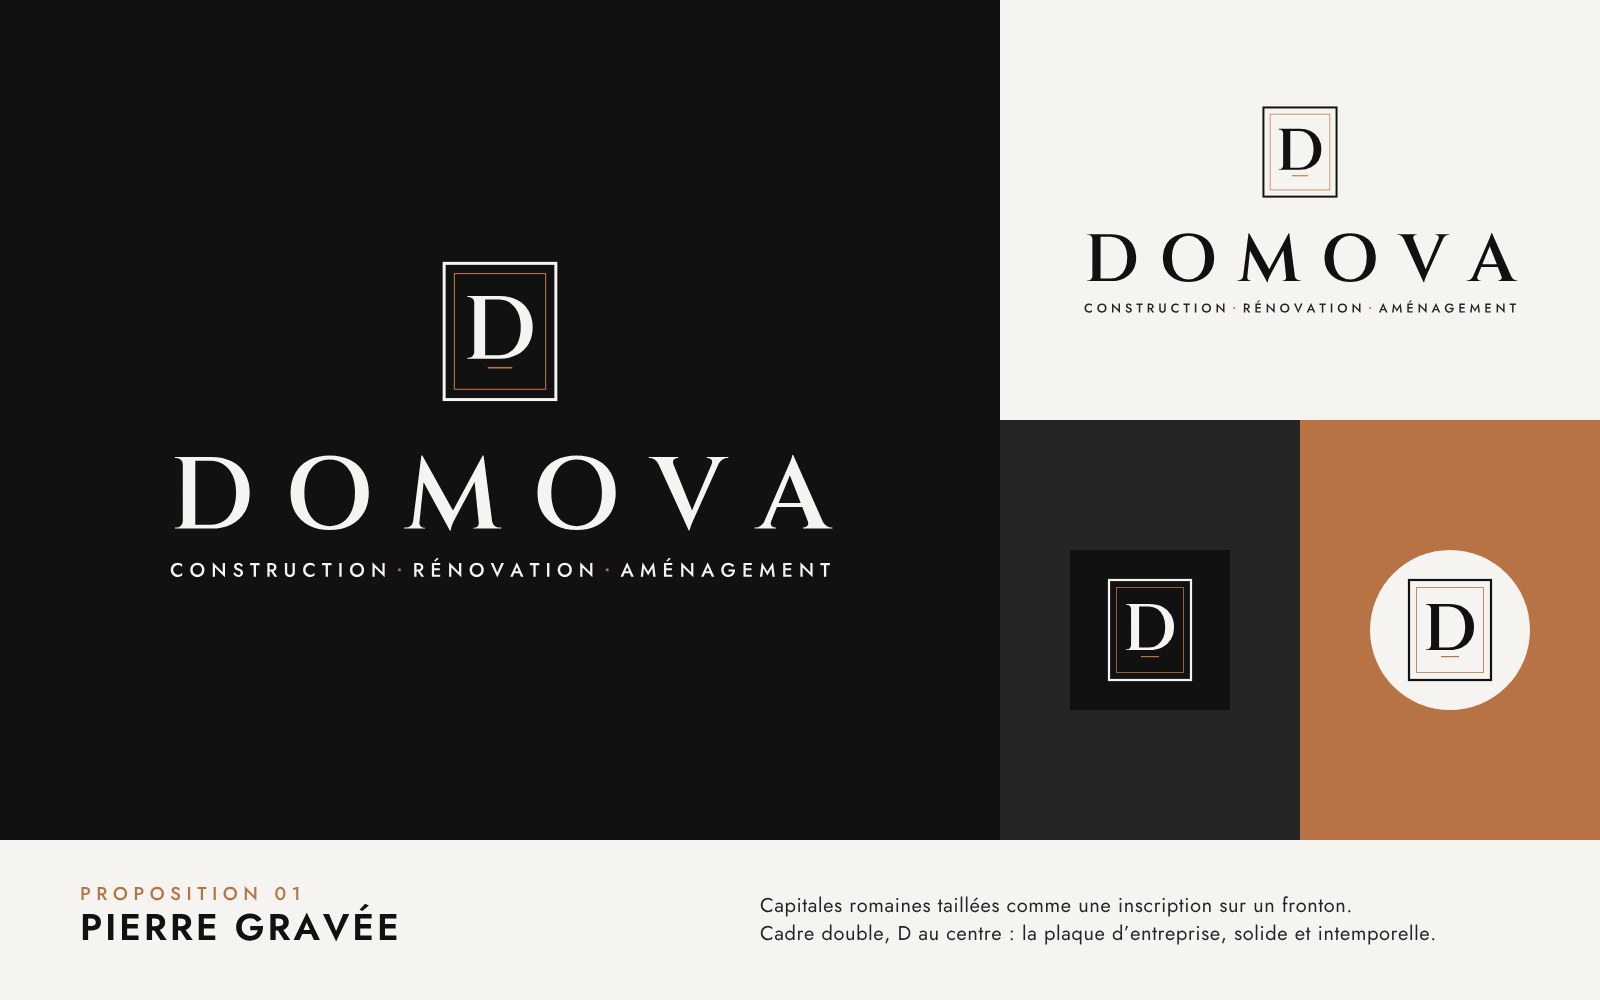 D
DOMOVA
CONSTRUCTION · RÉNOVATION · AMÉNAGEMENT
D
DOMOVA
CONSTRUCTION · RÉNOVATION · AMÉNAGEMENT
D
D
PROPOSITION 01
PIERRE GRAVÉE
Capitales romaines taillées comme une inscription sur un fronton.
Cadre double, D au centre : la plaque d’entreprise, solide et intemporelle.